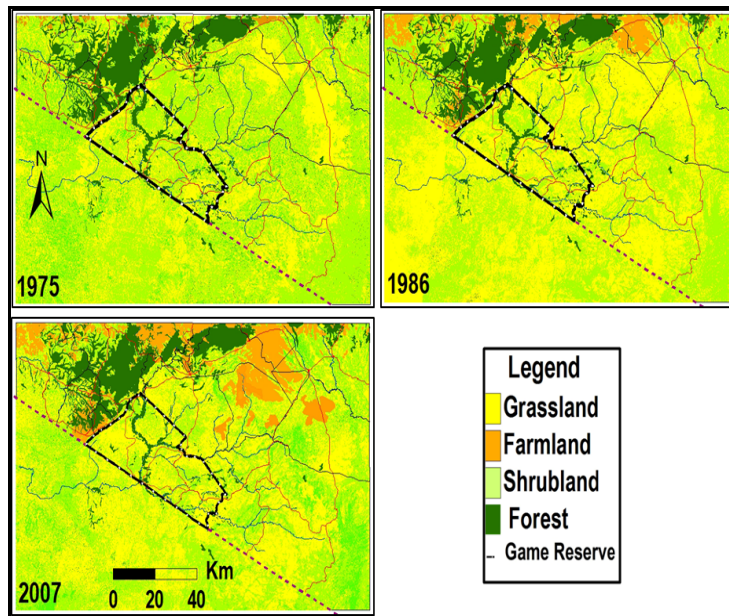 N
1975
1986
2007
Km
0 20 40
Legend
Grassland
Farmland
Shrubland
Forest
Game Reserve